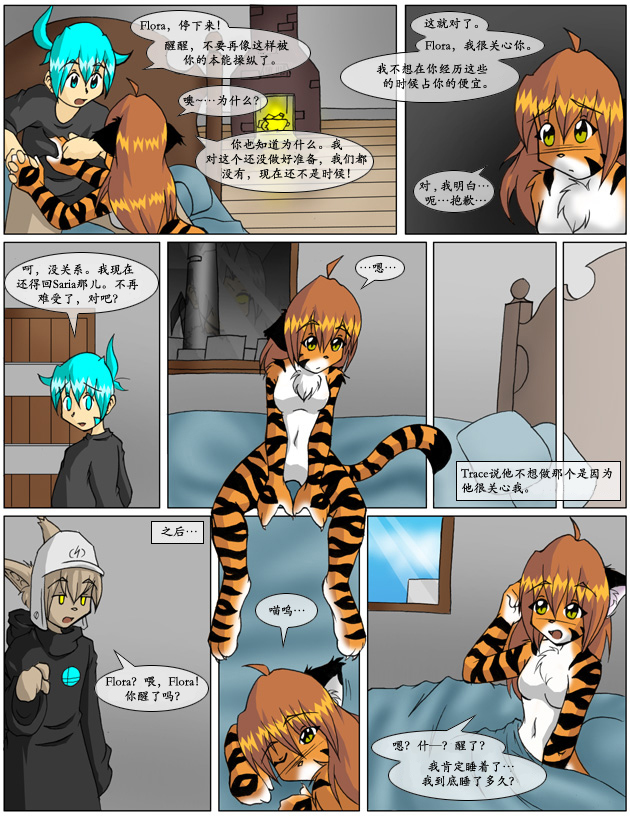 Flora，停下来！
醒醒，不要再像这样被
你的本能操纵了。
噢~…为什么？
你也知道为什么。我
对这个还没做好准备，我们都
没有，现在还不是时候！
这就对了。
Flora，我很关心你。
我不想在你经历这些
的时候占你的便宜。
对，我明白…
呃…抱歉…
呵，没关系。我现在
还得回Saria那儿。不再
难受了，对吧？
…嗯…
Trace说他不想做那个是因为
他很关心我。
之后…
Flora？喂，Flora！
你醒了吗？
喵呜…
嗯？什—？醒了？
我肯定睡着了…
我到底睡了多久？